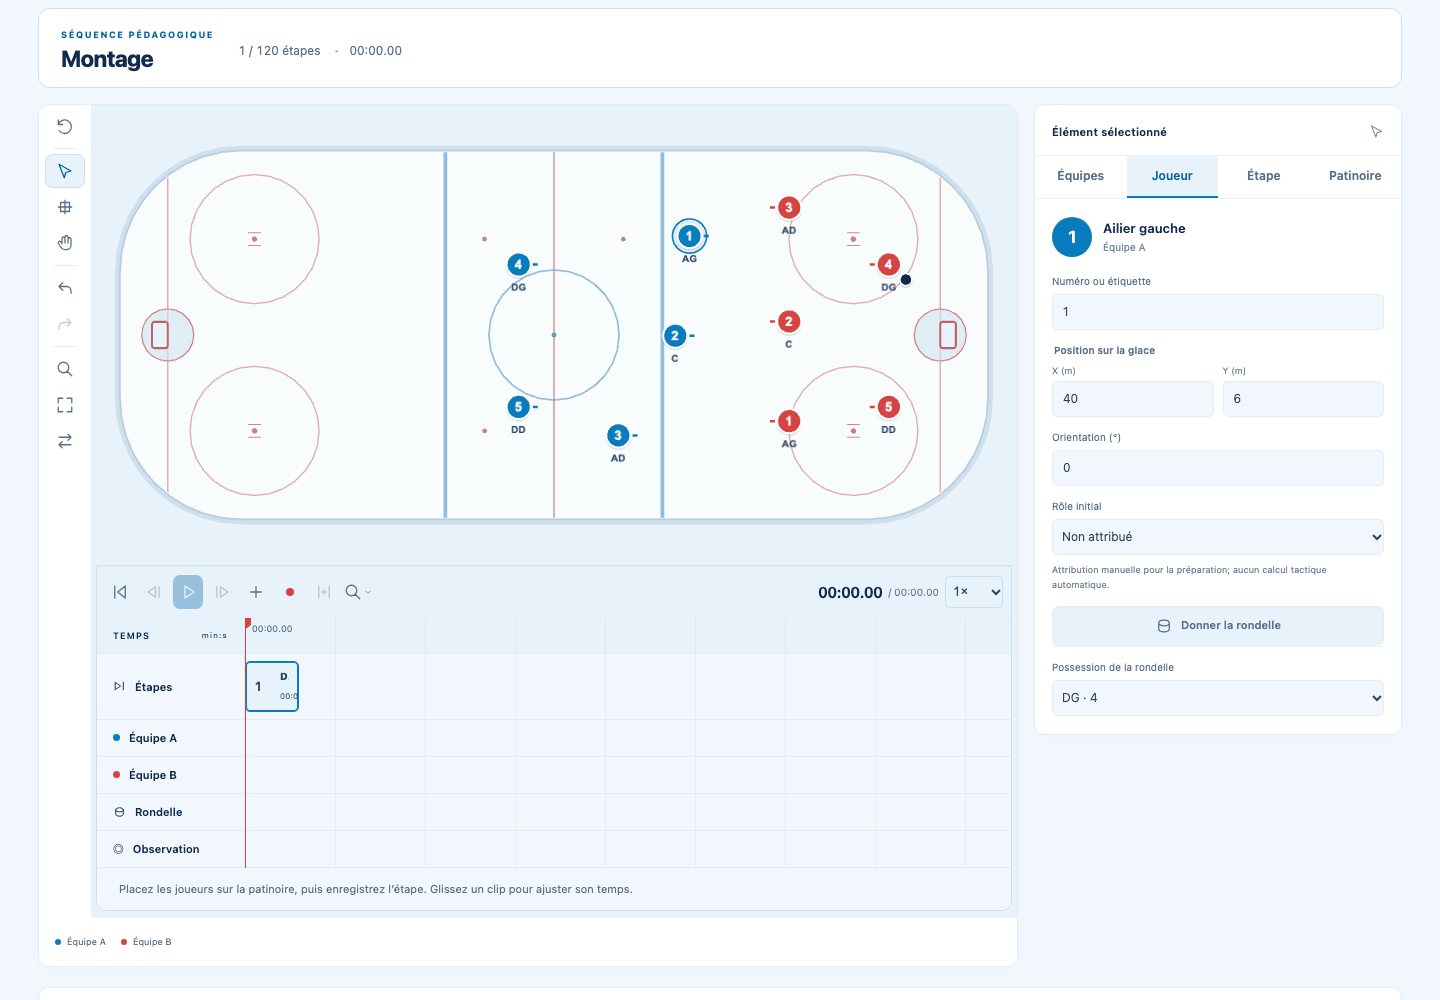 SÉQUENCE PÉDAGOGIQUE
Montage
1 / 120 étapes • 00:00.00
Élément sélectionné
Équipes Joueur Étape Patinoire
1 Ailier gauche
Équipe A
Numéro ou étiquette
1
Position sur la glace
X (m) Y (m)
40 6
Orientation (°)
0
Rôle initial
Non attribué
Attribution manuelle pour la préparation; aucun calcul tactique
automatique.
Donner la rondelle
Possession de la rondelle
DG · 4
3
AD
1
AG
4
DG
4
DG
2
C
2
C
5
DD
3
AD
1
AG
5
DD
00:00.00 / 00:00.00 1×
TEMPS min:s 00:00.00
Étapes 1 D
00:0
Équipe A
Équipe B
Rondelle
Observation
Placez les joueurs sur la patinoire, puis enregistrez l’étape. Glissez un clip pour ajuster son temps.
Équipe A Équipe B